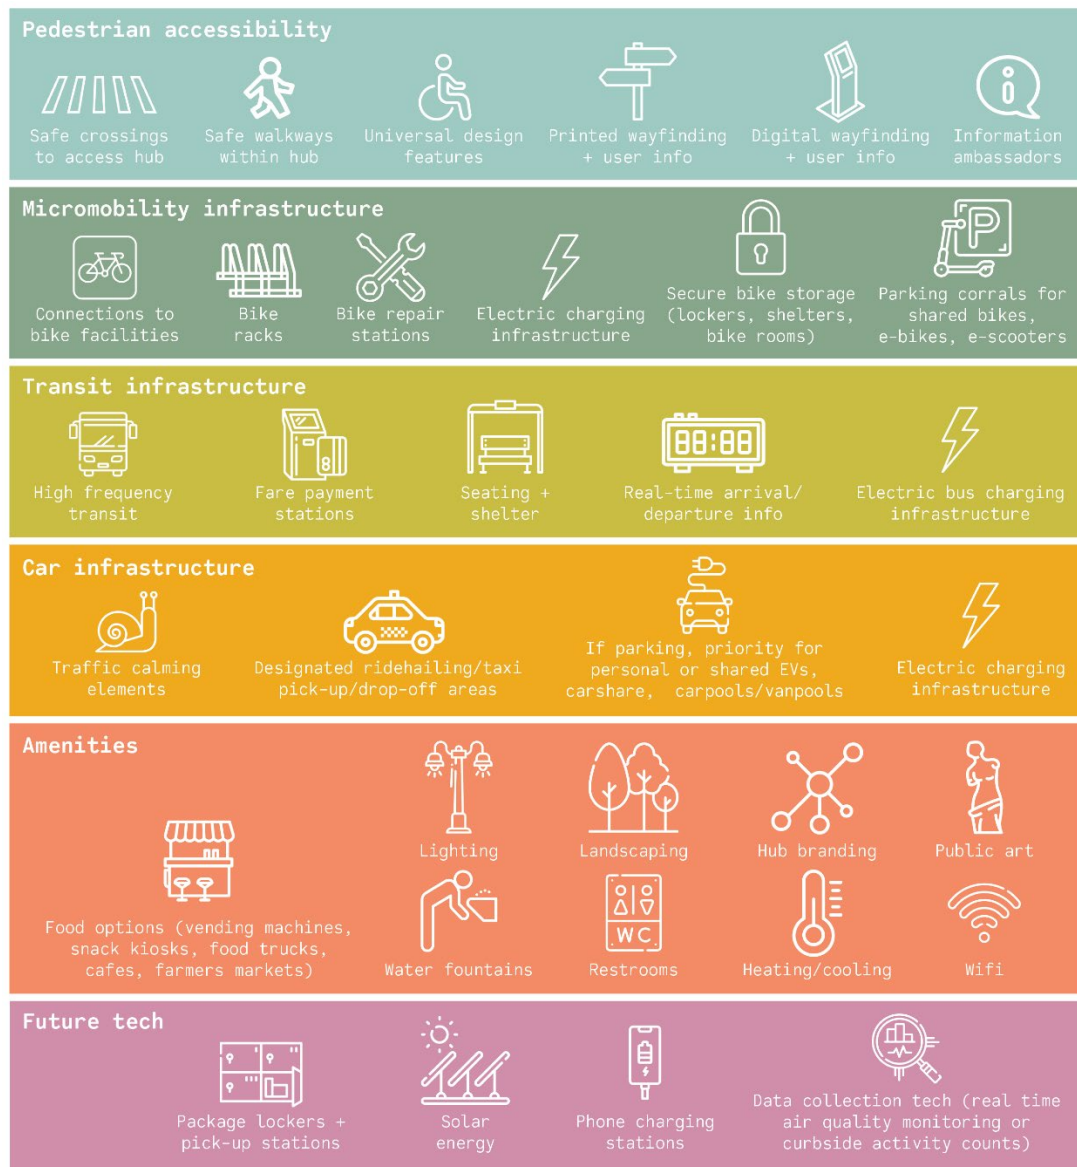 Pedestrian accessibility
Safe crossings
to access hub
Safe walkways
within hub
Universal design
features
Printed wayfinding
+ user info
Digital wayfinding
+ user info
Information
ambassadors
Micromobility infrastructure
Connections to
bike facilities
Bike
racks
Bike repair
stations
Electric charging
infrastructure
Secure bike storage
(lockers, shelters,
bike rooms)
P
Parking corrals for
shared bikes,
e-bikes, e-scooters
Transit infrastructure
High frequency
transit
Fare payment
stations
Seating +
shelter
88:88
Real-time arrival/
departure info
Electric bus charging
infrastructure
Car infrastructure
Traffic calming
elements
Designated ridehailing/taxi
pick-up/drop-off areas
If parking, priority for
personal or shared EVs,
carshare, carpools/vanpools
Electric charging
infrastructure
Amenities
Food options (vending machines,
snack kiosks, food trucks,
cafes, farmers markets)
Lighting
Landscaping
Hub branding
Public art
Water fountains
WC
Restrooms
Heating/cooling
Wifi
Future tech
Package lockers +
pick-up stations
Solar
energy
Phone charging
stations
Data collection tech (real time
air quality monitoring or
curbside activity counts)